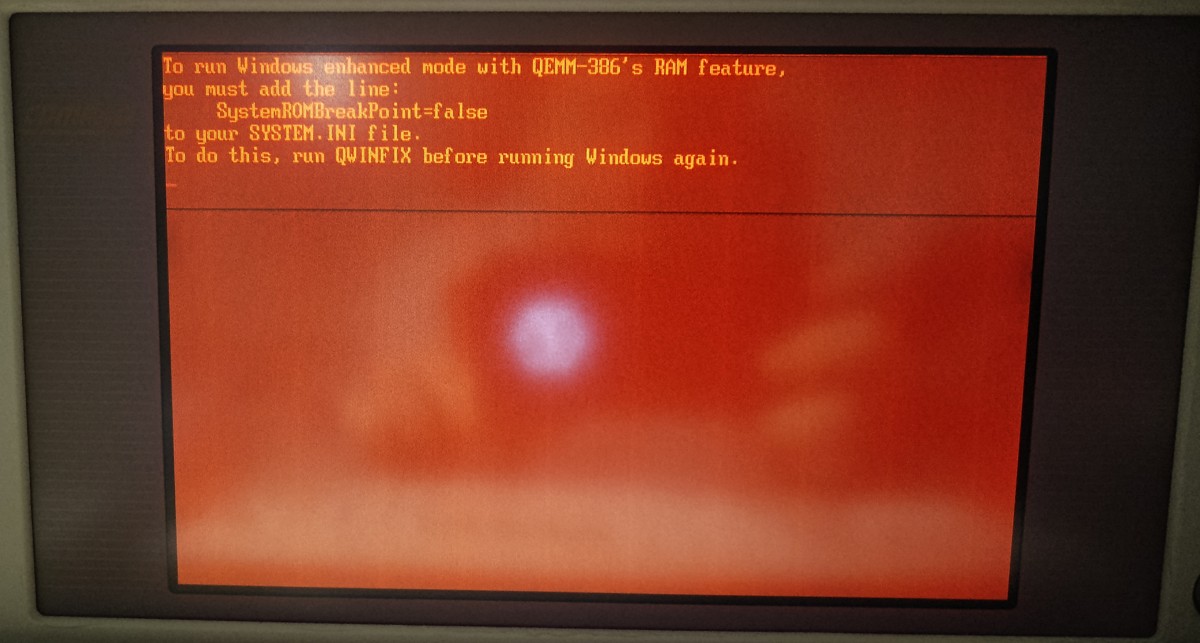 To run Windows enhanced mode with QEMM-386's RAM feature,
you must add the line:
SystemROMBreakPoint=false
to your SYSTEM.INI file.
To do this, run QWINFIX before running Windows again.